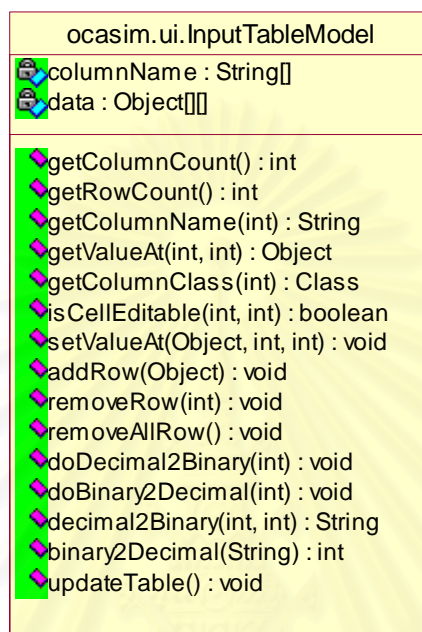 ocasim.ui.InputTableModel
columnName : String[]
data : Object[][]
getColumnCount() : int
getRowCount() : int
getColumnName(int) : String
getValueAt(int, int) : Object
getColumnClass(int) : Class
isCellEditable(int, int) : boolean
setValueAt(Object, int, int) : void
addRow(Object) : void
removeRow(int) : void
removeAllRow() : void
doDecimal2Binary(int) : void
doBinary2Decimal(int) : void
decimal2Binary(int, int) : String
binary2Decimal(String) : int
updateTable() : void